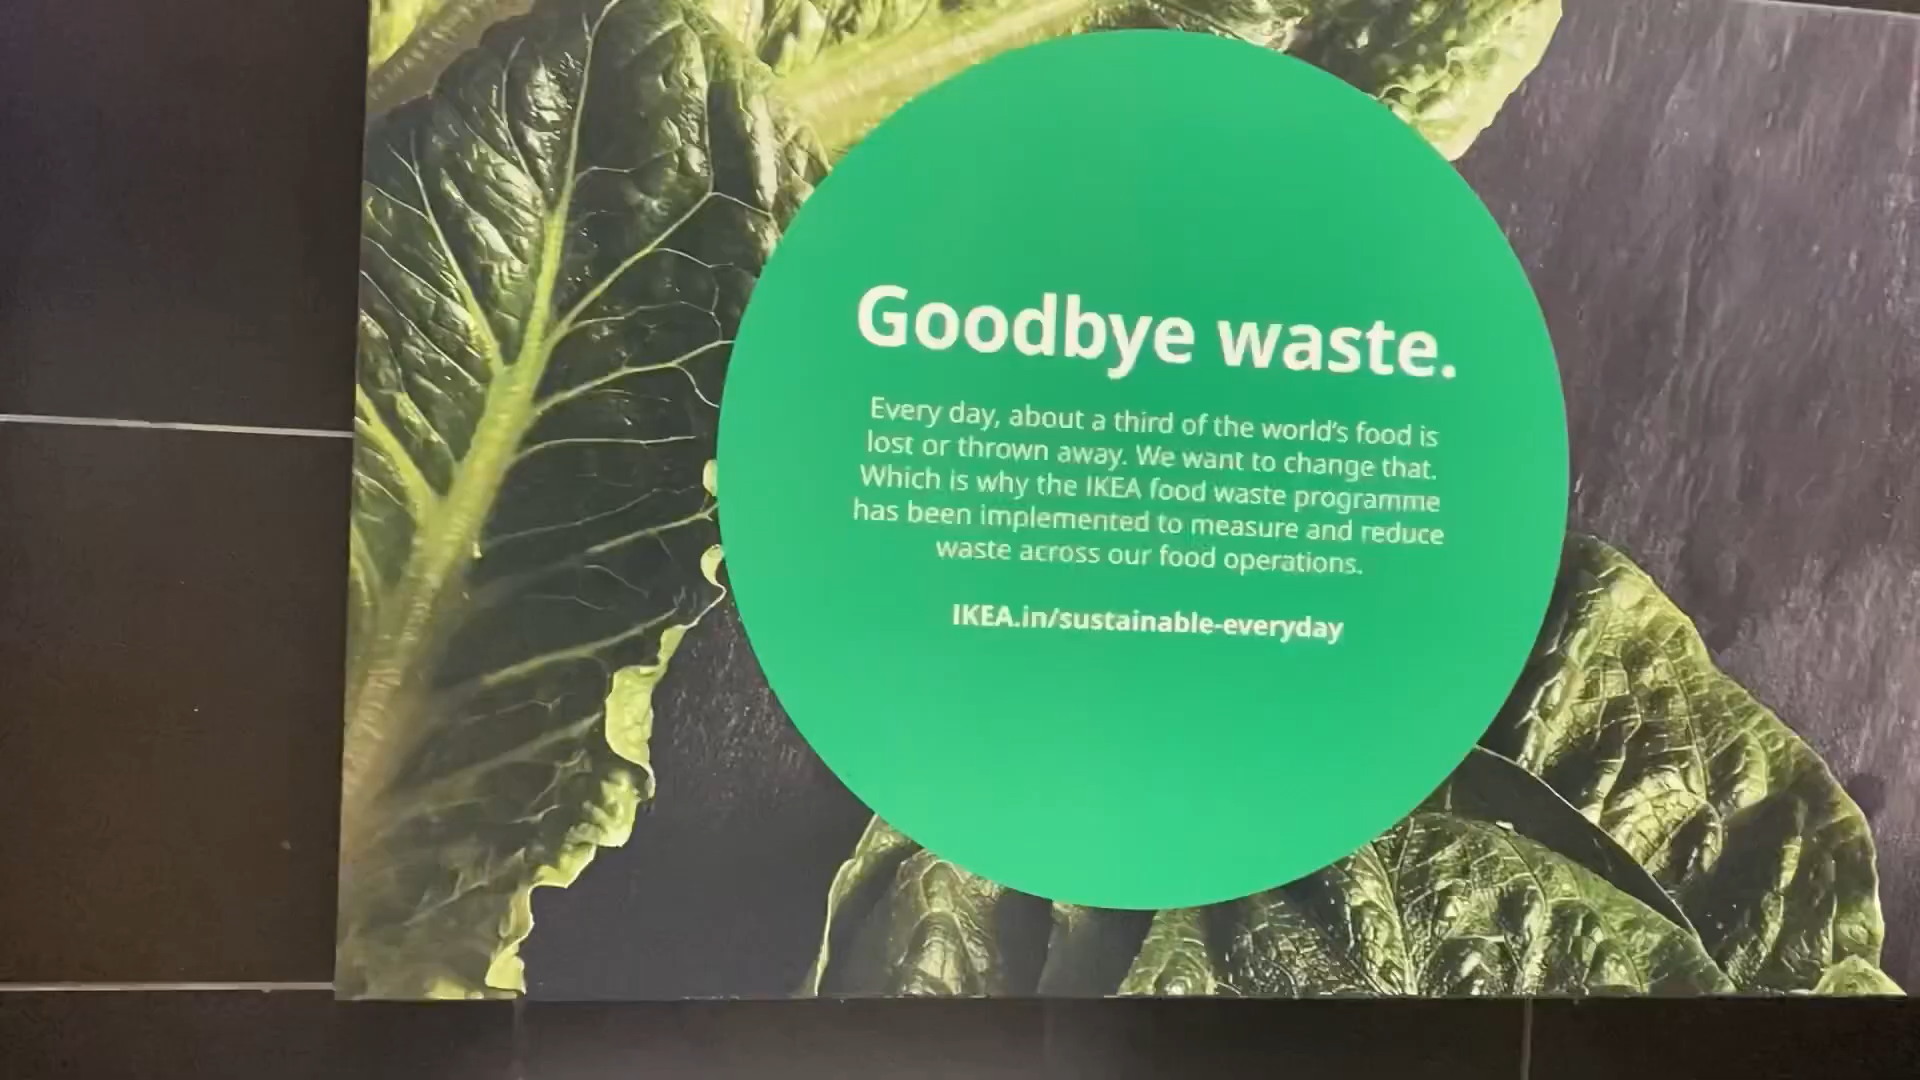 Goodbye waste.
Every day, about a third of the world's food is
lost or thrown away. We want to change that.
Which is why the IKEA food waste programme
has been implemented to measure and reduce
waste across our food operations.
IKEA.in/sustainable-everyday